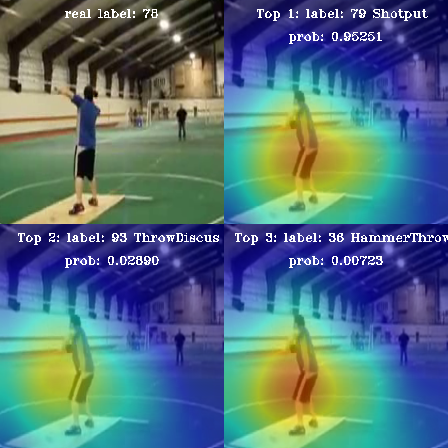 real label: 78
Top 1: label: 79 Shotput
prob: 0.95251
Top 2: label: 93 ThrowDiscus
prob: 0.02890
Top 3: label: 36 HammerThrow
prob: 0.00723